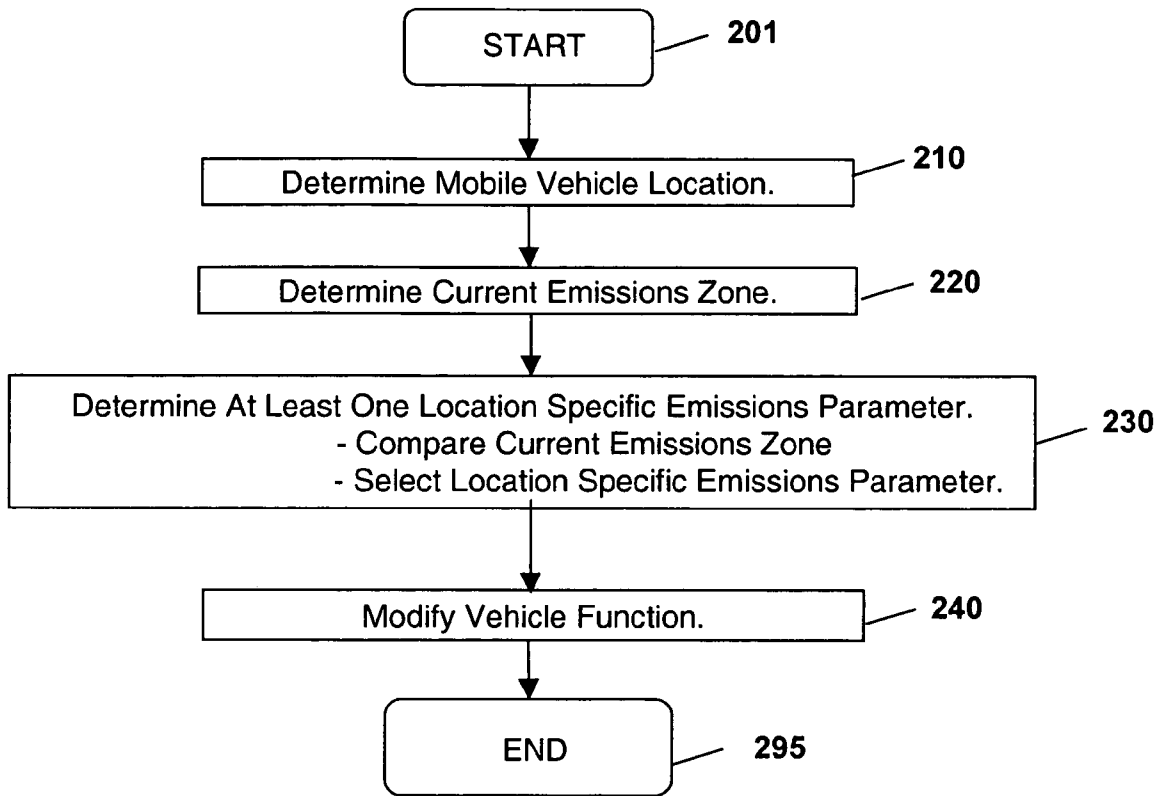 START
201
Determine Mobile Vehicle Location.
210
Determine Current Emissions Zone.
220
Determine At Least One Location Specific Emissions Parameter.
- Compare Current Emissions Zone
- Select Location Specific Emissions Parameter.
230
Modify Vehicle Function.
240
END
295